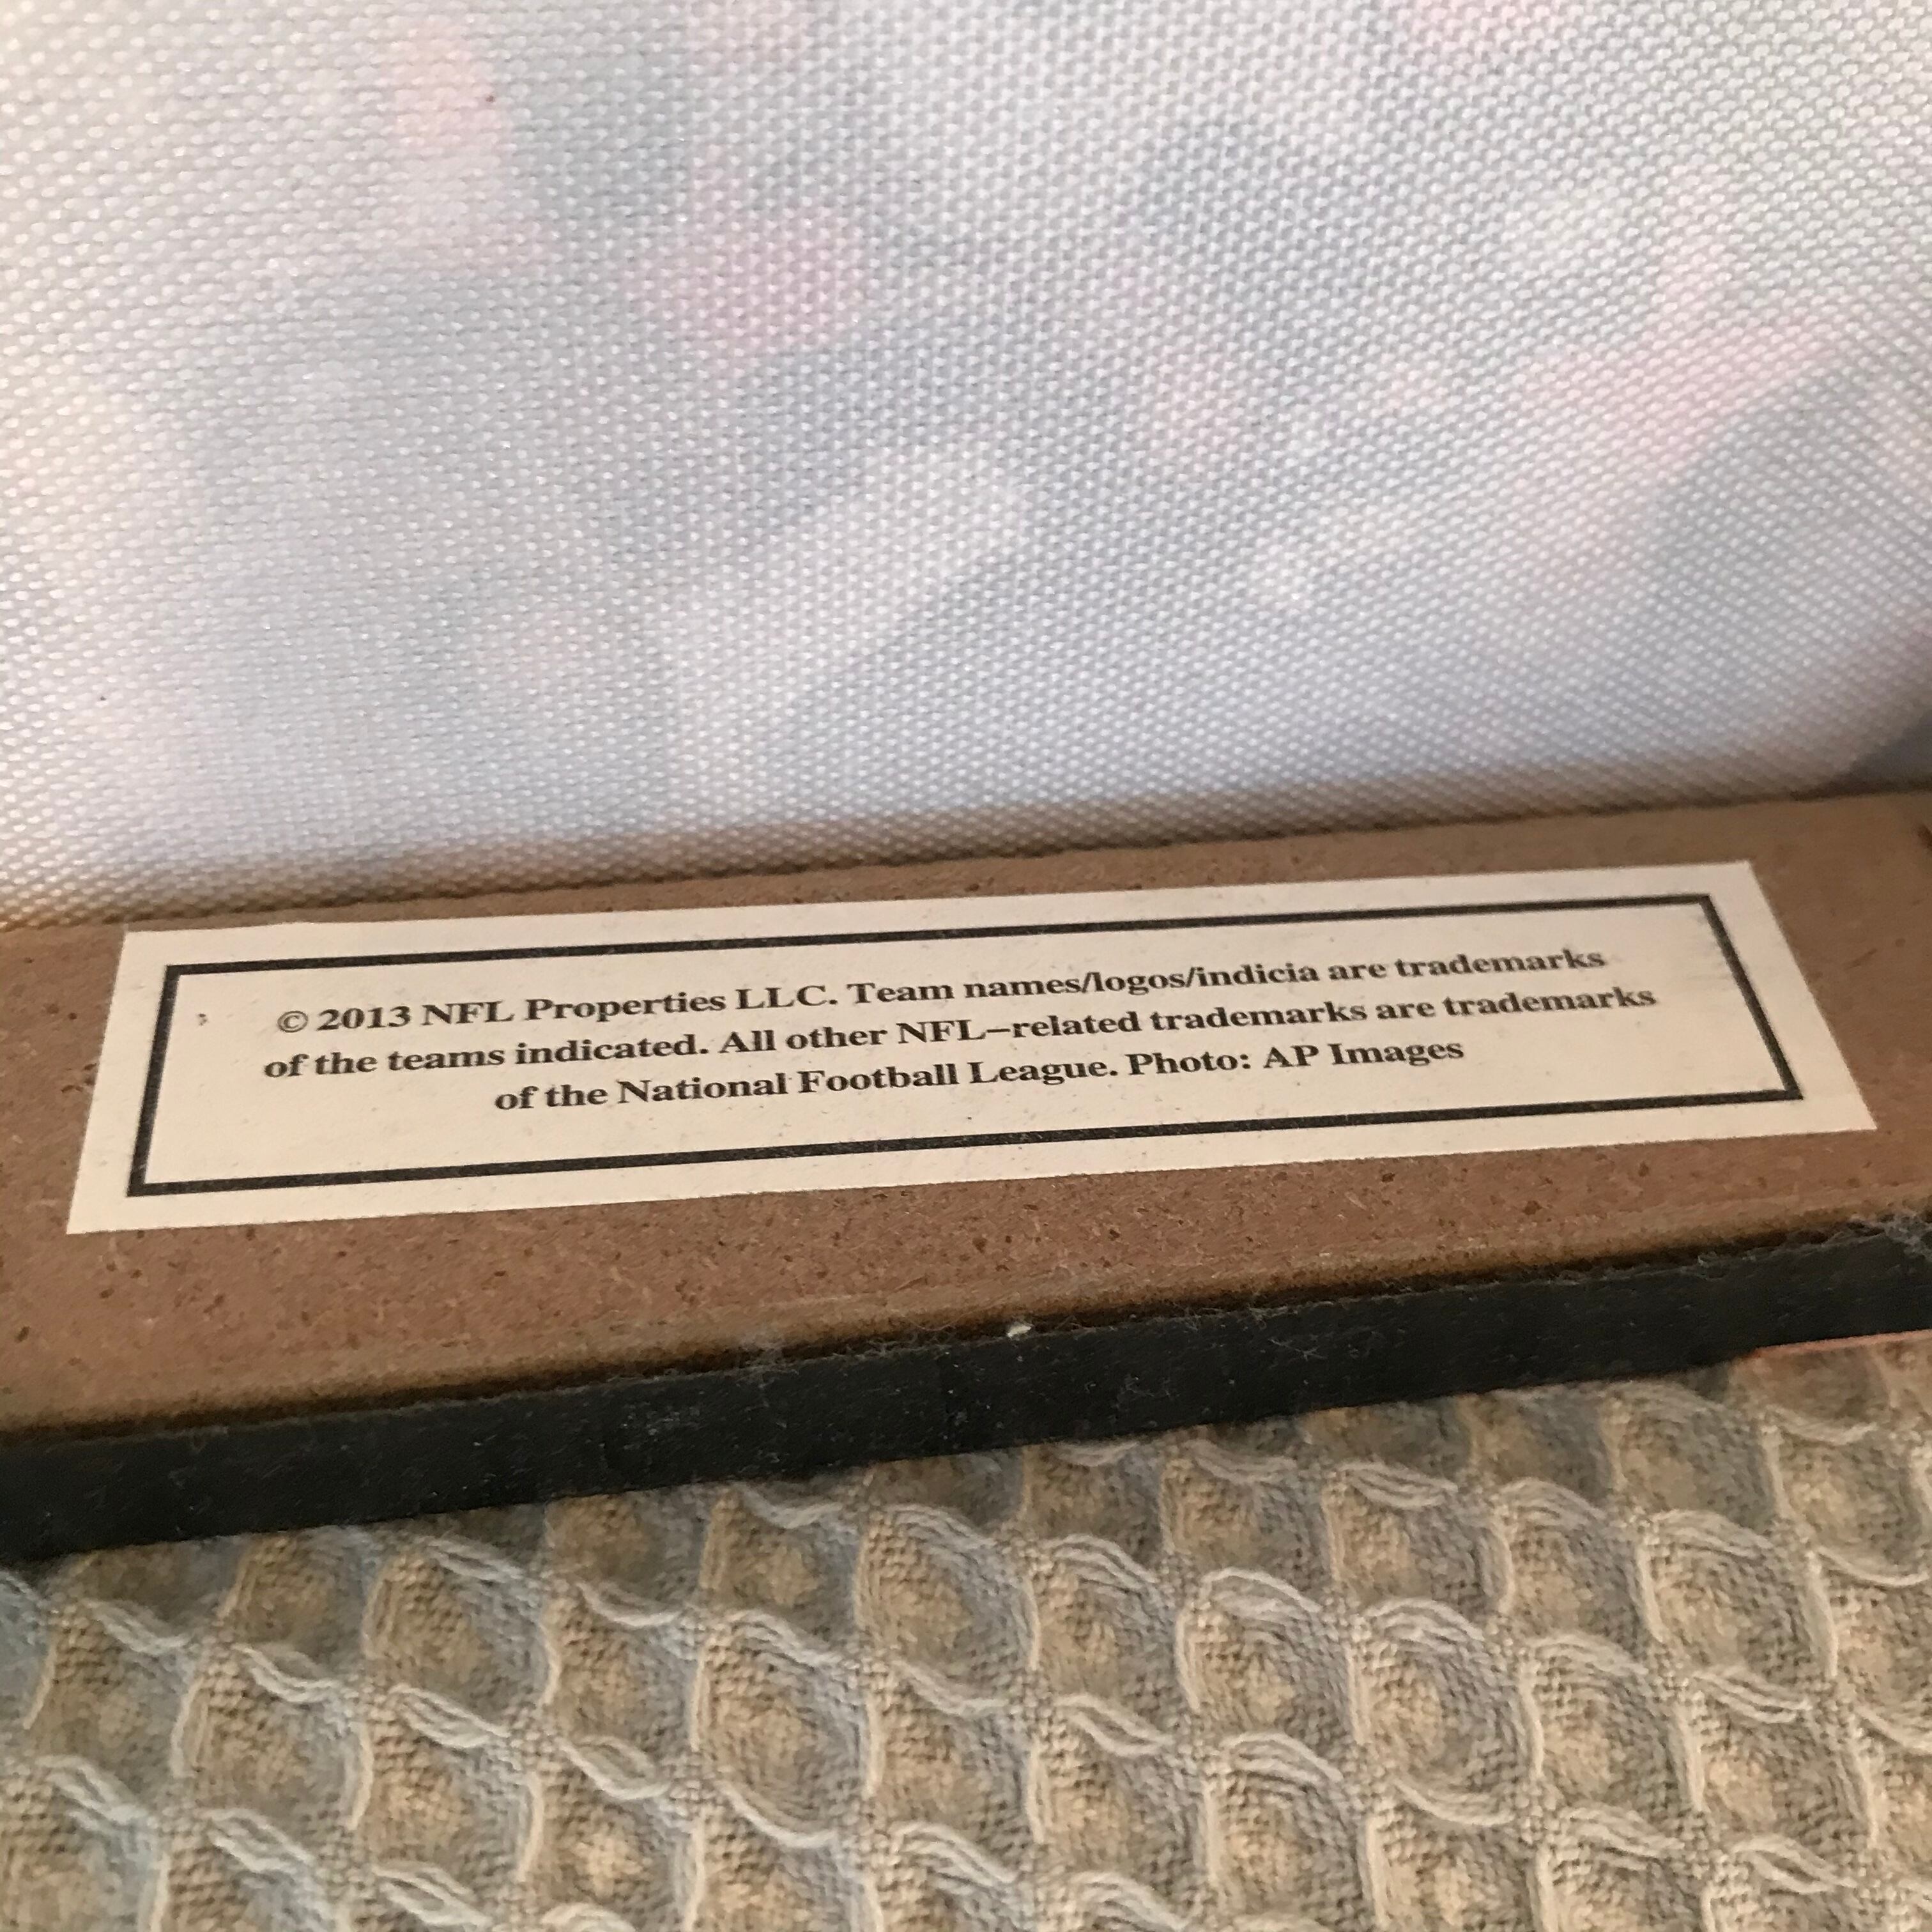 © 2013 NFL Properties LLC. Team names/logos/indicia are trademarks
of the teams indicated. All other NFL–related trademarks are trademarks
of the National Football League. Photo: AP Images